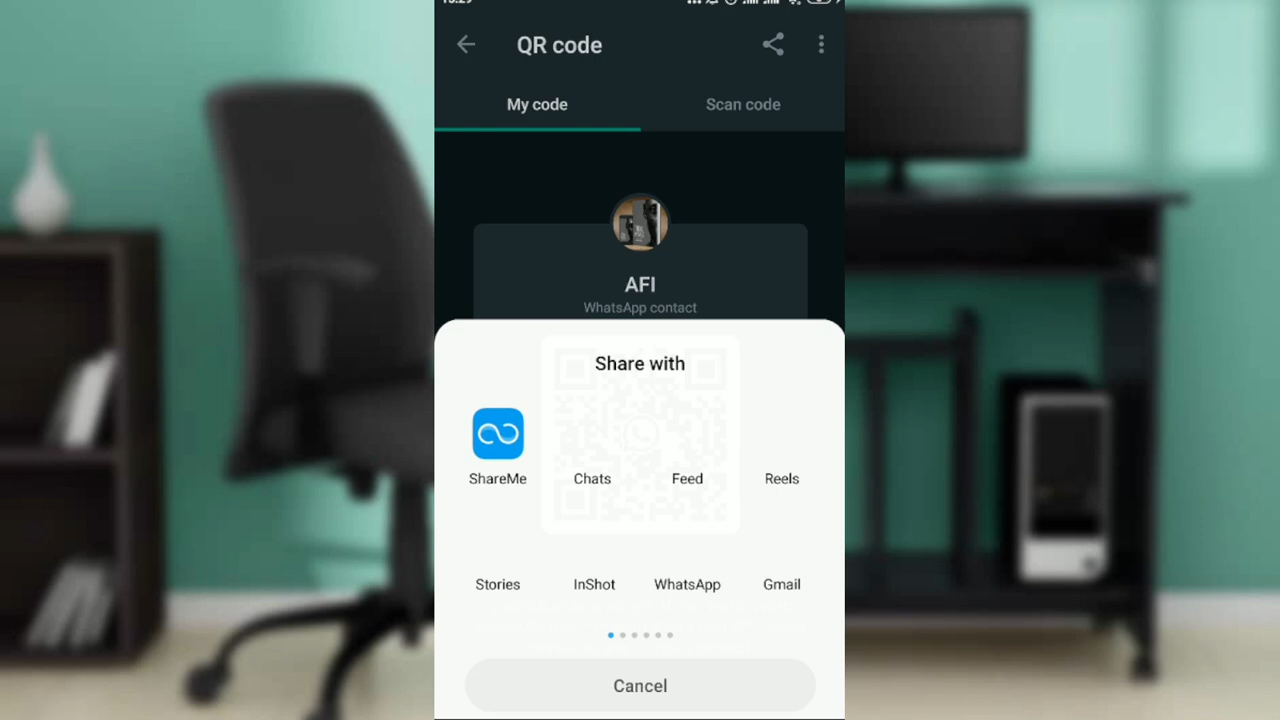 QR code
My code
Scan code
AFI
WhatsApp contact
Share with
ShareMe
Chats
Feed
Reels
Stories
InShot
WhatsApp
Gmail
Cancel